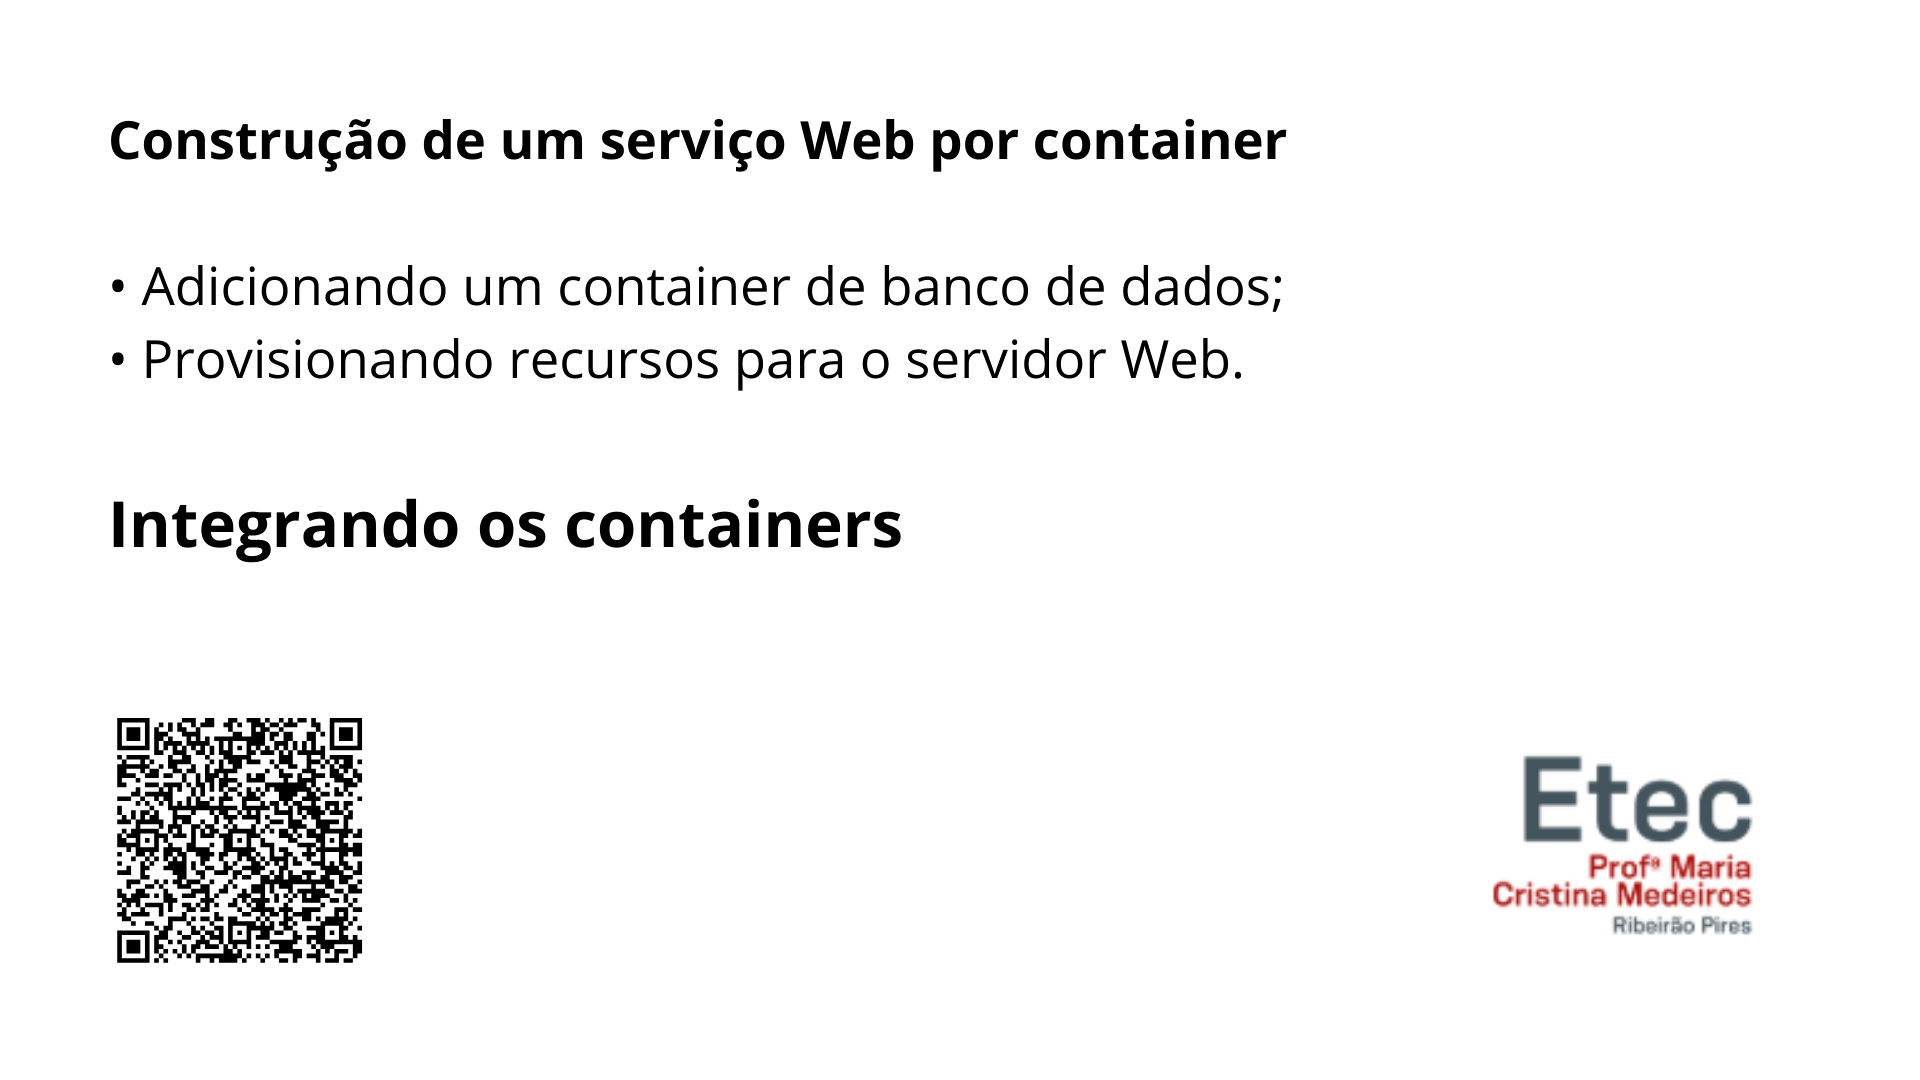 Construção de um serviço Web por container
• Adicionando um container de banco de dados;
• Provisionando recursos para o servidor Web.
Integrando os containers
Etec
Profª Maria
Cristina Medeiros
Ribeirão Pires